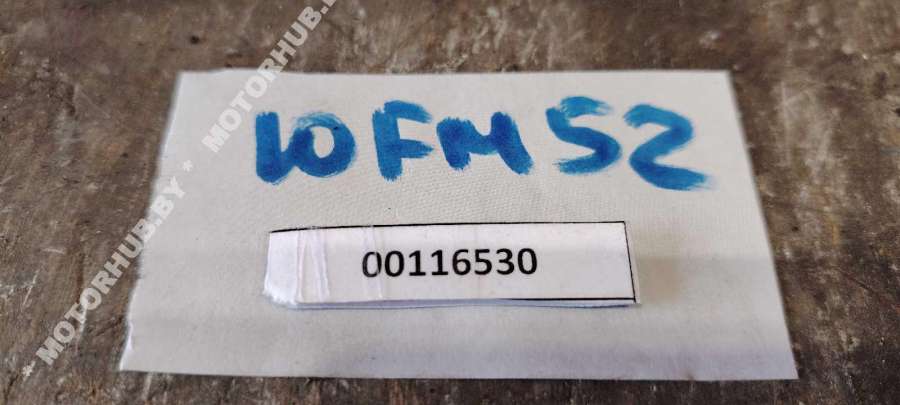 * MOTORHUB.BY * MOTORHUB.BY
10FM52
00116530